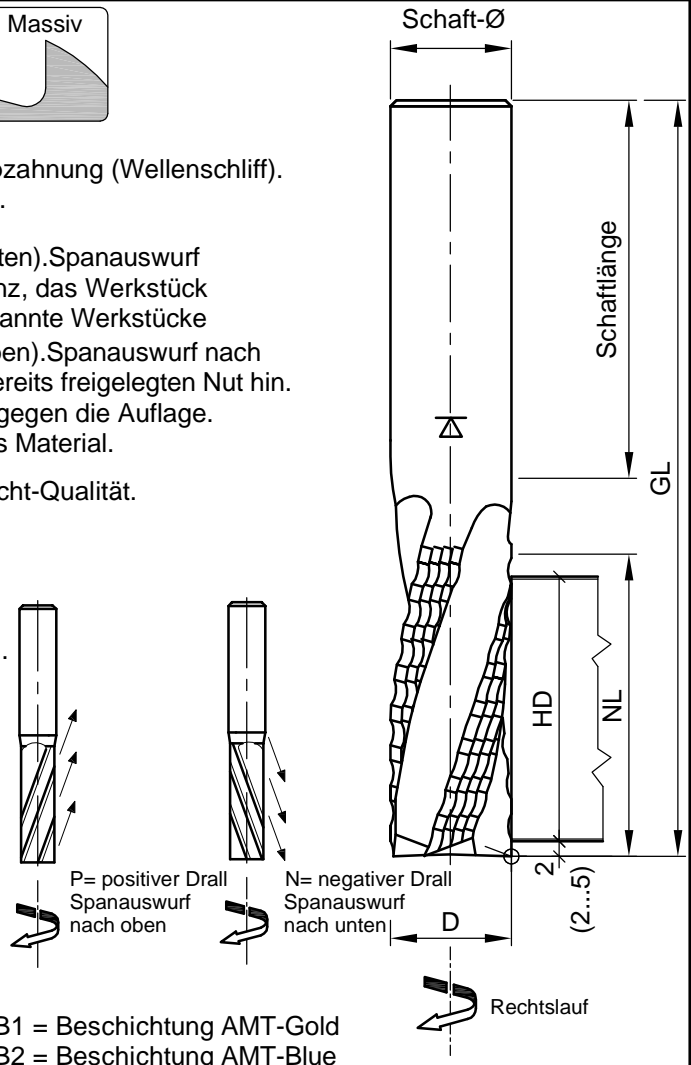 Massiv
Schaft-Ø
ozahnung (Wellenschliff).
.
ten).Spanauswurf
nz, das Werkstück
annte Werkstücke
ben).Spanauswurf nach
ereits freigelegten Nut hin.
gegen die Auflage.
s Material.
cht-Qualität.
.
Schaftlänge
GL
HD
NL
2
(2...5)
D
P= positiver Drall
Spanauswurf
nach oben
N= negativer Drall
Spanauswurf
nach unten
Rechtslauf
B1 = Beschichtung AMT-Gold
B2 = Beschichtung AMT-Blue